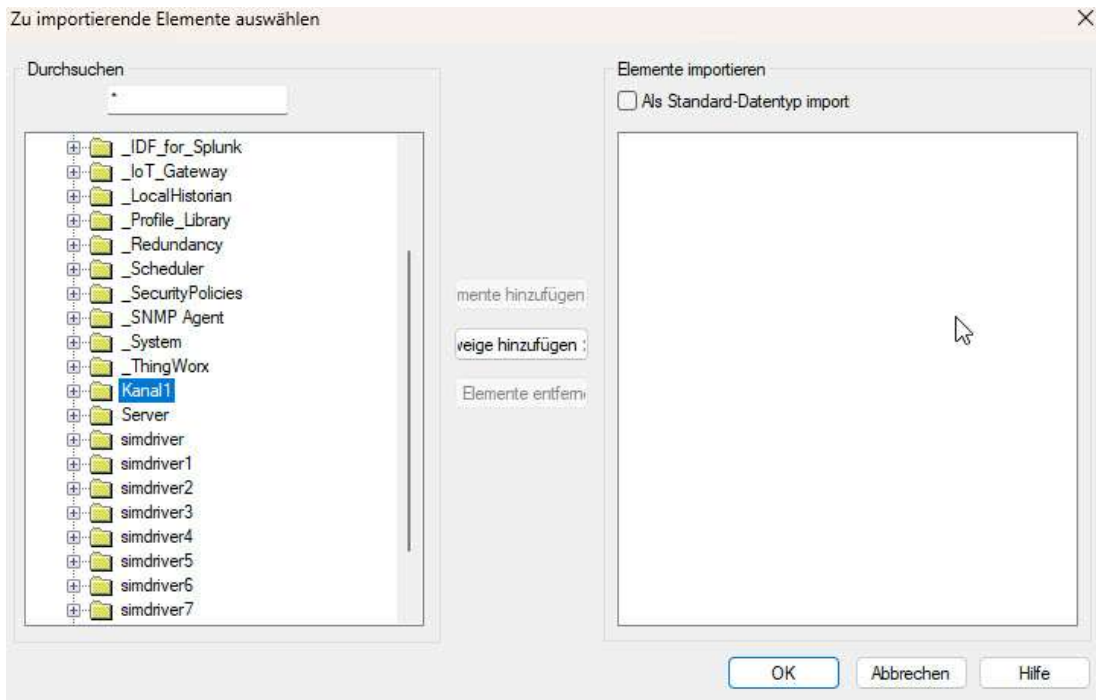 Zu importierende Elemente auswählen
Durchsuchen
*
_IDF_for_Splunk
_IoT_Gateway
_LocalHistorian
_Profile_Library
_Redundancy
_Scheduler
_SecurityPolicies
_SNMP Agent
_System
_ThingWorx
Kanal1
Server
simdriver
simdriver1
simdriver2
simdriver3
simdriver4
simdriver5
simdriver6
simdriver7
mente hinzufügen
weige hinzufügen :
Elemente entferne
Elemente importieren
Als Standard-Datentyp import
OK
Abbrechen
Hilfe